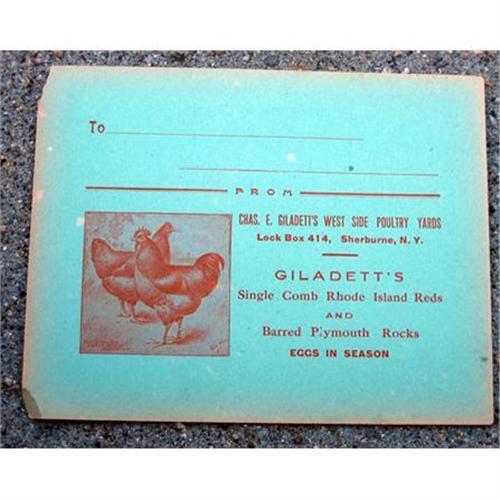 To
FROM
CHAS. E. GILADETT'S WEST SIDE POULTRY YARDS
Lock Box 414, Sherburne, N. Y.
GILADETT'S
Single Comb Rhode Island Reds
AND
Barred Plymouth Rocks
EGGS IN SEASON